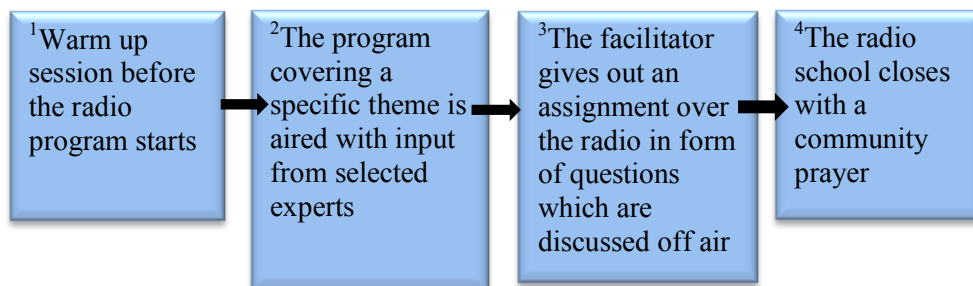 ¹Warm up
session before
the radio
program starts
²The program
covering a
specific theme is
aired with input
from selected
experts
³The facilitator
gives out an
assignment over
the radio in form
of questions
which are
discussed off air
⁴The radio
school closes
with a
community
prayer